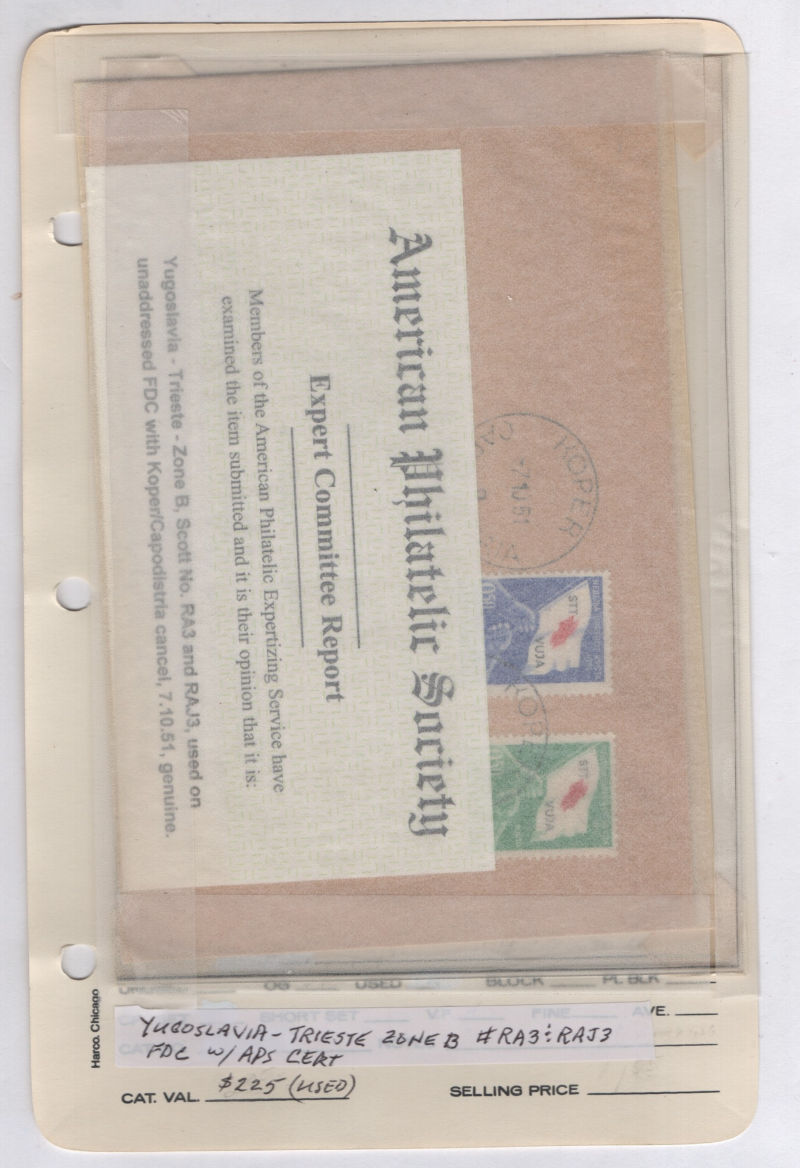 American Philatelic Society
Expert Committee Report
Members of the American Philatelic Expertizing Service have
examined the item submitted and it is their opinion that it is:
Yugoslavia - Trieste - Zone B, Scott No. RA3 and RAJ3, used on
unaddressed FDC with Koper/Capodistria cancel, 7.10.51, genuine.
KOPER
-7.10.51
STT
VUJA
KOPER
STT
VUJA
OG USED BLOCK PL BLK
SHORT SET V.F. FINE AVE.
YUGOSLAVIA - TRIESTE ZONE B #RA3 : RAJ3
FDC W/ APS CERT
CAT. VAL. $225 (USED)
SELLING PRICE
Harco. Chicago